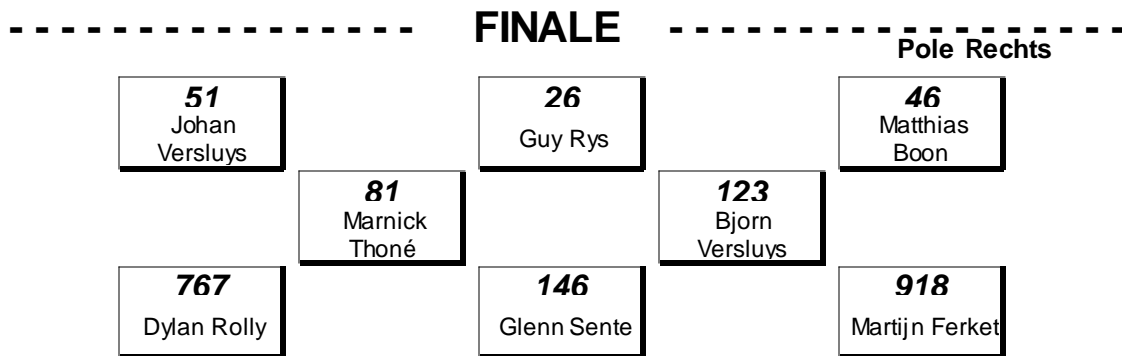 FINALE
Pole Rechts
51 26 46
Johan Versluys Guy Rys Matthias Boon
81 123
Marnick Thoné Bjorn Versluys
767 146 918
Dylan Rolly Glenn Sente Martijn Ferket